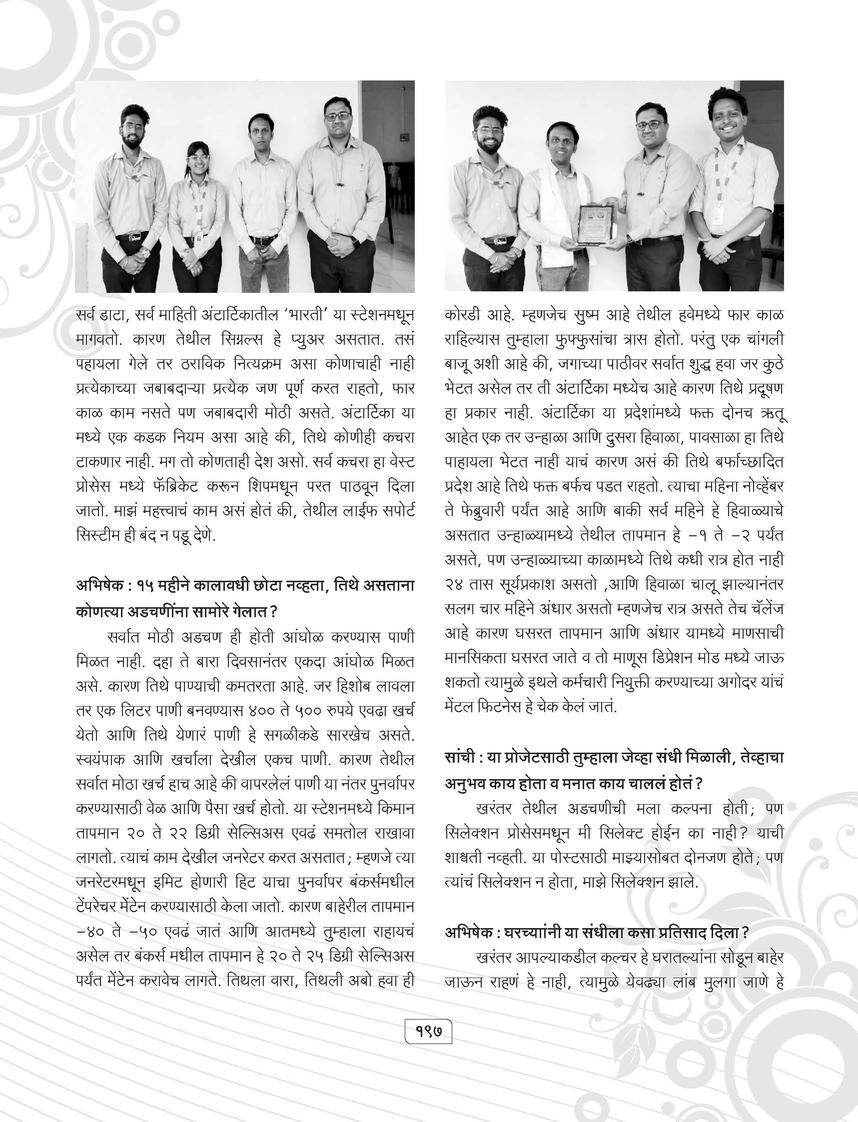 सर्व डाटा, सर्व माहिती अंटार्टिकातील ‘भारती’ या स्टेशनमधून
मागवतो. कारण तेथील सिग्नल्स हे प्युअर असतात. तसं
पहायला गेले तर ठराविक नित्यक्रम असा कोणाचाही नाही
प्रत्येकाच्या जबाबदाऱ्या प्रत्येक जण पूर्ण करत राहतो, फार
काळ काम नसते पण जबाबदारी मोठी असते. अंटार्टिका या
मध्ये एक कडक नियम असा आहे की, तिथे कोणीही कचरा
टाकणार नाही. मग तो कोणताही देश असो. सर्व कचरा हा वेस्ट
प्रोसेस मध्ये फॅब्रिकेट करून शिपमधून परत पाठवून दिला
जातो. माझं महत्त्वाचं काम असं होतं की, तेथील लाईफ सपोर्ट
सिस्टीम ही बंद न पडू देणे.
अभिषेक : १५ महीने कालावधी छोटा नव्हता, तिथे असताना
कोणत्या अडचणींना सामोरे गेलात ?
सर्वात मोठी अडचण ही होती आंघोळ करण्यास पाणी
मिळत नाही. दहा ते बारा दिवसानंतर एकदा आंघोळ मिळत
असे. कारण तिथे पाण्याची कमतरता आहे. जर हिशोब लावला
तर एक लिटर पाणी बनवण्यास ४०० ते ५०० रुपये एवढा खर्च
येतो आणि तिथे येणारं पाणी हे सगळीकडे सारखेच असते.
स्वयंपाक आणि खर्चाला देखील एकच पाणी. कारण तेथील
सर्वात मोठा खर्च हाच आहे की वापरलेलं पाणी या नंतर पुनर्वापर
करण्यासाठी वेळ आणि पैसा खर्च होतो. या स्टेशनमध्ये किमान
तापमान २० ते २२ डिग्री सेल्सिअस एवढं समतोल राखावा
लागतो. त्याचं काम देखील जनरेटर करत असतात ; म्हणजे त्या
जनरेटरमधून इमिट होणारी हिट याचा पुनर्वापर बंकर्समधील
टेंपरेचर मेंटेन करण्यासाठी केला जातो. कारण बाहेरील तापमान
–४० ते –५० एवढं जातं आणि आतमध्ये तुम्हाला राहायचं
असेल तर बंकर्स मधील तापमान हे २० ते २५ डिग्री सेल्सिअस
पर्यंत मेंटेन करावेच लागते. तिथला वारा, तिथली अबो हवा ही
कोरडी आहे. म्हणजेच सुष्म आहे तेथील हवेमध्ये फार काळ
राहिल्यास तुम्हाला फुफ्फुसांचा त्रास होतो. परंतु एक चांगली
बाजू अशी आहे की, जगाच्या पाठीवर सर्वात शुद्ध हवा जर कुठे
भेटत असेल तर ती अंटार्टिका मध्येच आहे कारण तिथे प्रदूषण
हा प्रकार नाही. अंटार्टिका या प्रदेशांमध्ये फक्त दोनच ऋतू
आहेत एक तर उन्हाळा आणि दुसरा हिवाळा, पावसाळा हा तिथे
पाहायला भेटत नाही याचं कारण असं की तिथे बर्फाच्छादित
प्रदेश आहे तिथे फक्त बर्फच पडत राहतो. त्याचा महिना नोव्हेंबर
ते फेब्रुवारी पर्यंत आहे आणि बाकी सर्व महिने हे हिवाळ्याचे
असतात उन्हाळ्यामध्ये तेथील तापमान हे –१ ते –२ पर्यंत
असते, पण उन्हाळ्याच्या काळामध्ये तिथे कधी रात्र होत नाही
२४ तास सूर्यप्रकाश असतो ,आणि हिवाळा चालू झाल्यानंतर
सलग चार महिने अंधार असतो म्हणजेच रात्र असते तेच चॅलेंज
आहे कारण घसरत तापमान आणि अंधार यामध्ये माणसाची
मानसिकता घसरत जाते व तो माणूस डिप्रेशन मोड मध्ये जाऊ
शकतो त्यामुळे इथले कर्मचारी नियुक्ती करण्याच्या अगोदर यांचं
मेंटल फिटनेस हे चेक केलं जातं.
सांची : या प्रोजेटसाठी तुम्हाला जेव्हा संधी मिळाली, तेव्हाचा
अनुभव काय होता व मनात काय चाललं होतं ?
खरंतर तेथील अडचणीची मला कल्पना होती ; पण
सिलेक्शन प्रोसेसमधून मी सिलेक्ट होईन का नाही ? याची
शाश्वती नव्हती. या पोस्टसाठी माझ्यासोबत दोनजण होते ; पण
त्यांचं सिलेक्शन न होता, माझे सिलेक्शन झाले.
अभिषेक : घरच्याांनी या संधीला कसा प्रतिसाद दिला ?
खरंतर आपल्याकडील कल्चर हे घरातल्यांना सोडून बाहेर
जाऊन राहणं हे नाही, त्यामुळे येवढ्या लांब मुलगा जाणे हे
१९७